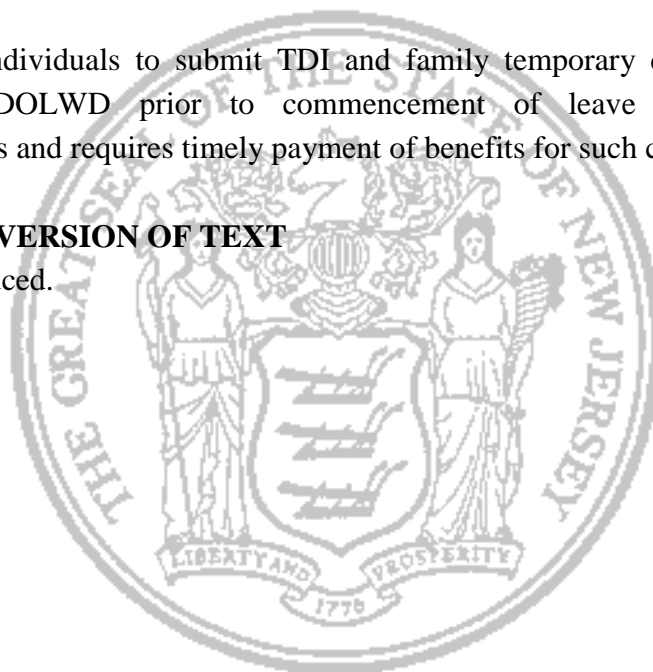 ndividuals to submit TDI and family temporary
DOLWD prior to commencement of leave
s and requires timely payment of benefits for such c
VERSION OF TEXT
uced.
THE GREAT SEAL OF THE STATE OF NEW JERSEY
LIBERTY AND PROSPERITY
1776